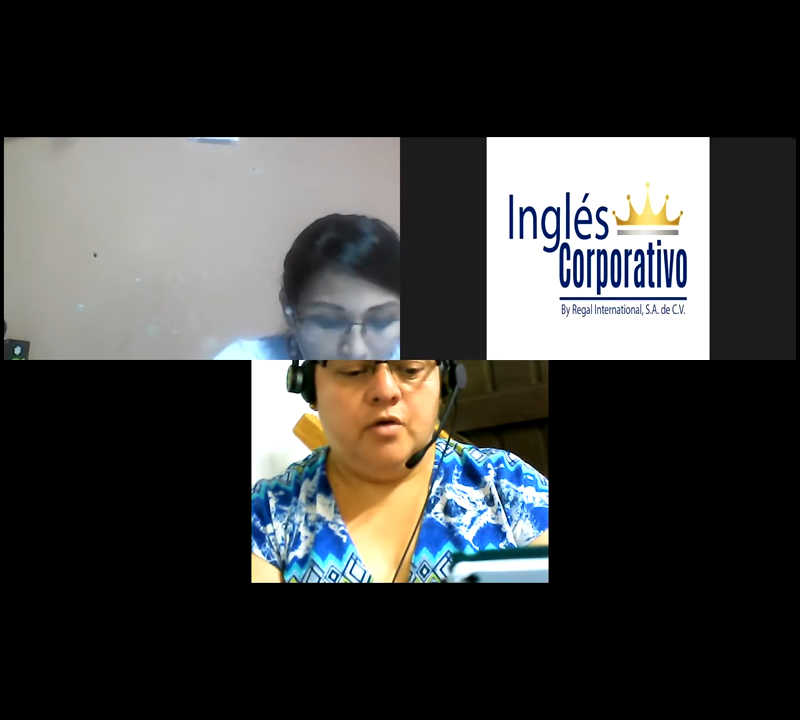 Inglés
Corporativo
By Regal International, S.A. de C.V.